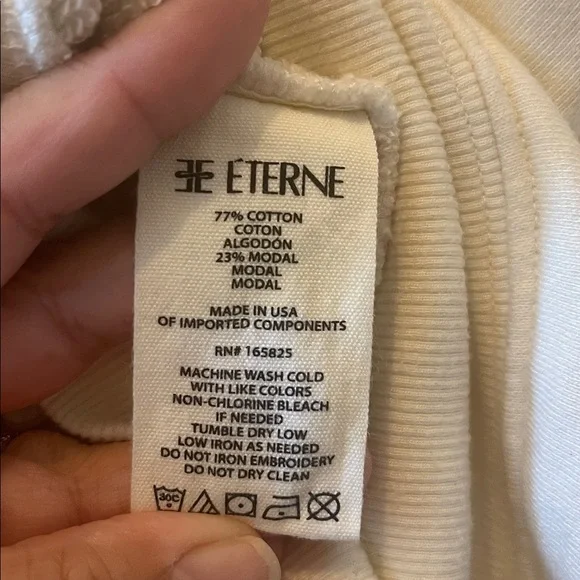 ÉTERNE
77% COTTON
COTON
ALGODÓN
23% MODAL
MODAL
MODAL
MADE IN USA
OF IMPORTED COMPONENTS
RN# 165825
MACHINE WASH COLD
WITH LIKE COLORS
NON-CHLORINE BLEACH
IF NEEDED
TUMBLE DRY LOW
LOW IRON AS NEEDED
DO NOT IRON EMBROIDERY
DO NOT DRY CLEAN
30C